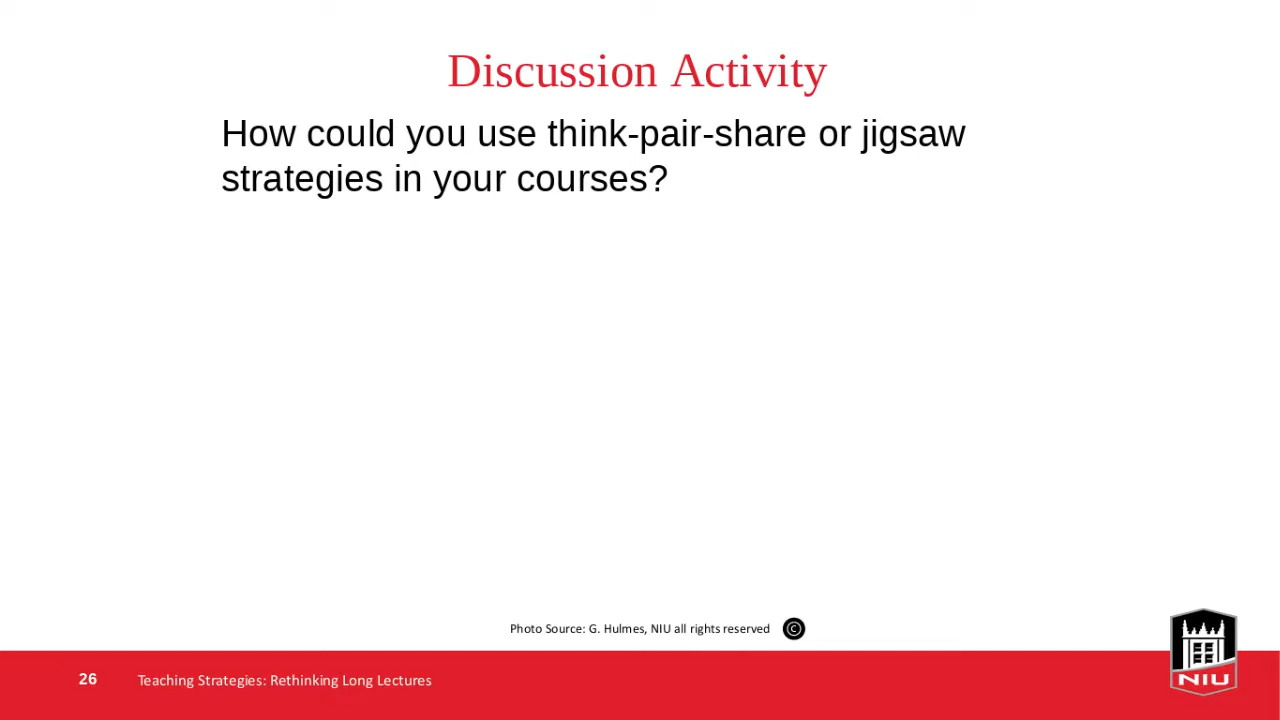 Discussion Activity
How could you use think-pair-share or jigsaw
strategies in your courses?
Photo Source: G. Hulmes, NIU all rights reserved
©
26
Teaching Strategies: Rethinking Long Lectures
NIU